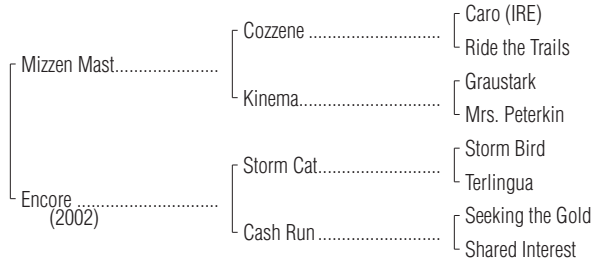 Caro (IRE)
Cozzene
Ride the Trails
Mizzen Mast
Graustark
Kinema
Mrs. Peterkin
Storm Bird
Storm Cat
Terlingua
Encore
(2002)
Seeking the Gold
Cash Run
Shared Interest